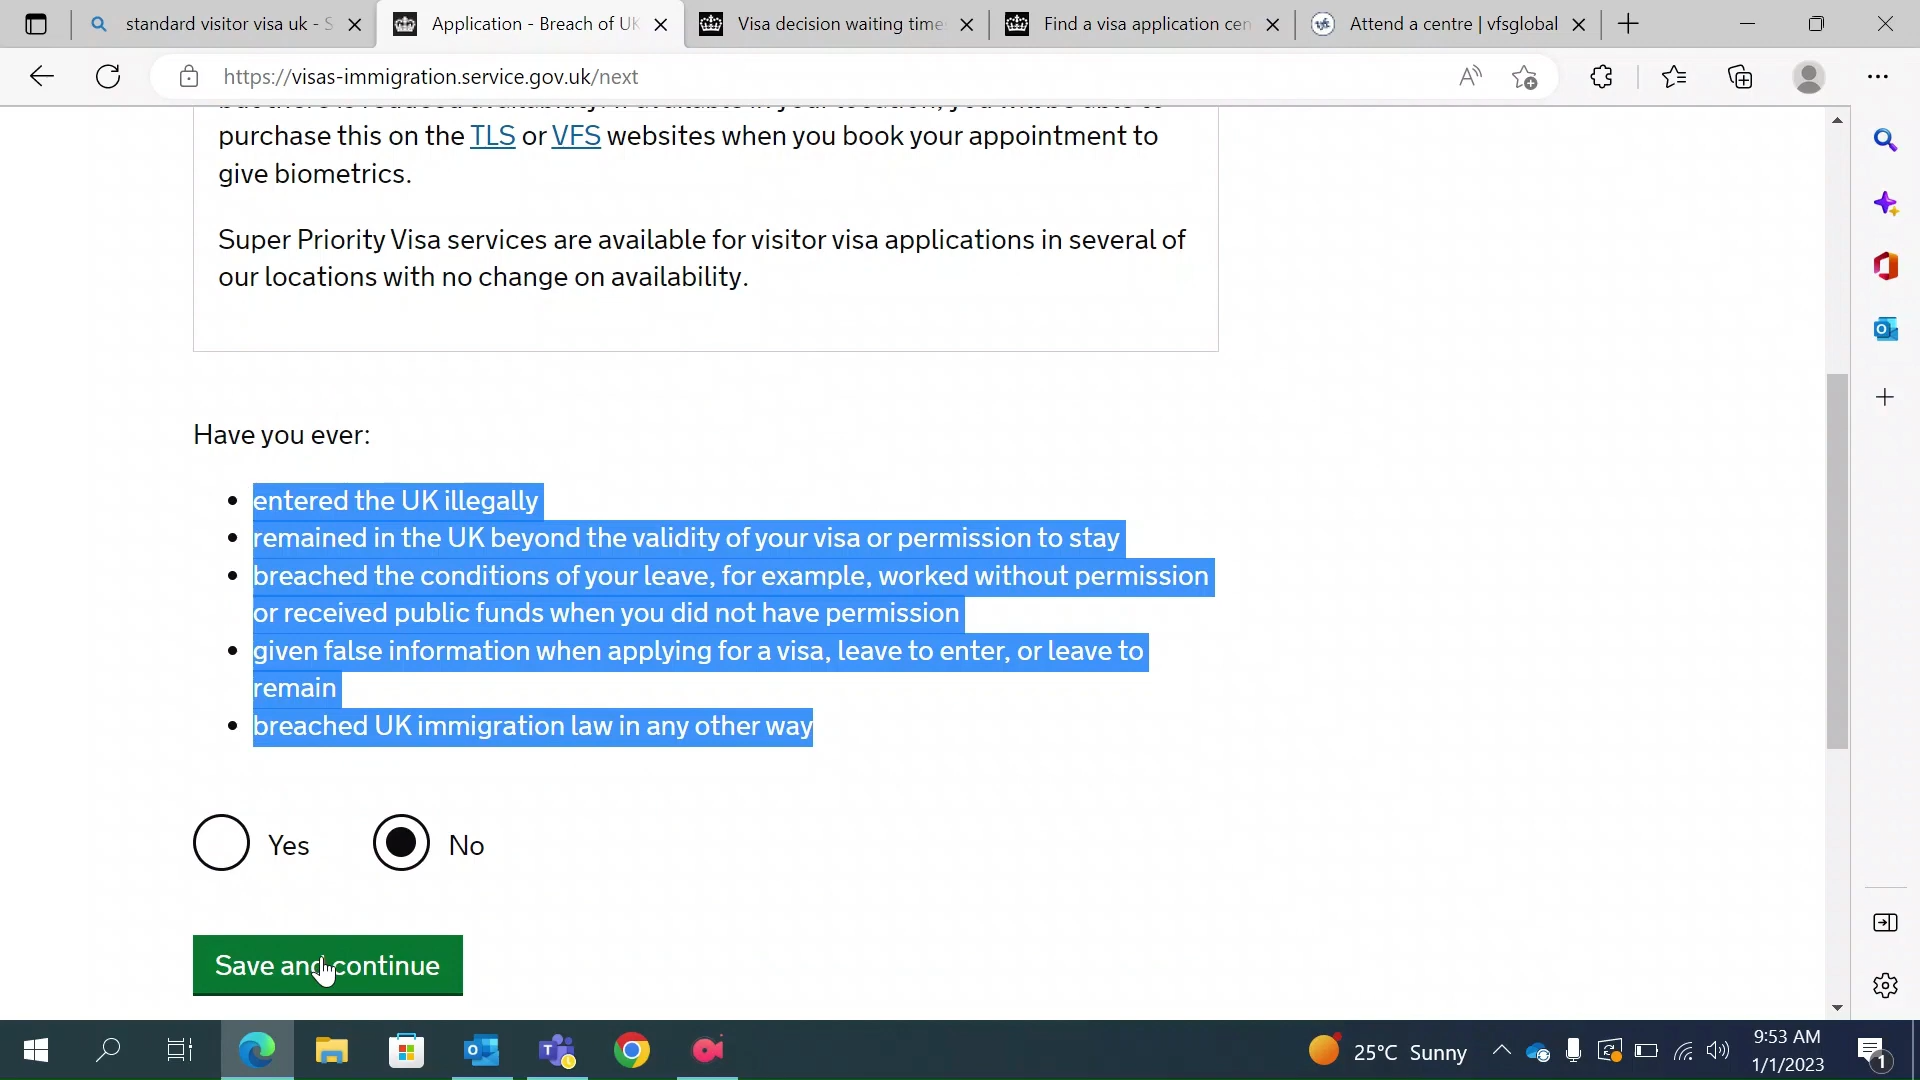 standard visitor visa uk - S
Application - Breach of UK
Visa decision waiting time
Find a visa application cen
Attend a centre | vfsglobal
https://visas-immigration.service.gov.uk/next
purchase this on the TLS or VFS websites when you book your appointment to
give biometrics.
Super Priority Visa services are available for visitor visa applications in several of
our locations with no change on availability.
Have you ever:
• entered the UK illegally
• remained in the UK beyond the validity of your visa or permission to stay
• breached the conditions of your leave, for example, worked without permission
or received public funds when you did not have permission
• given false information when applying for a visa, leave to enter, or leave to
remain
• breached UK immigration law in any other way
Yes No
Save and continue
25°C Sunny
9:53 AM
1/1/2023
1